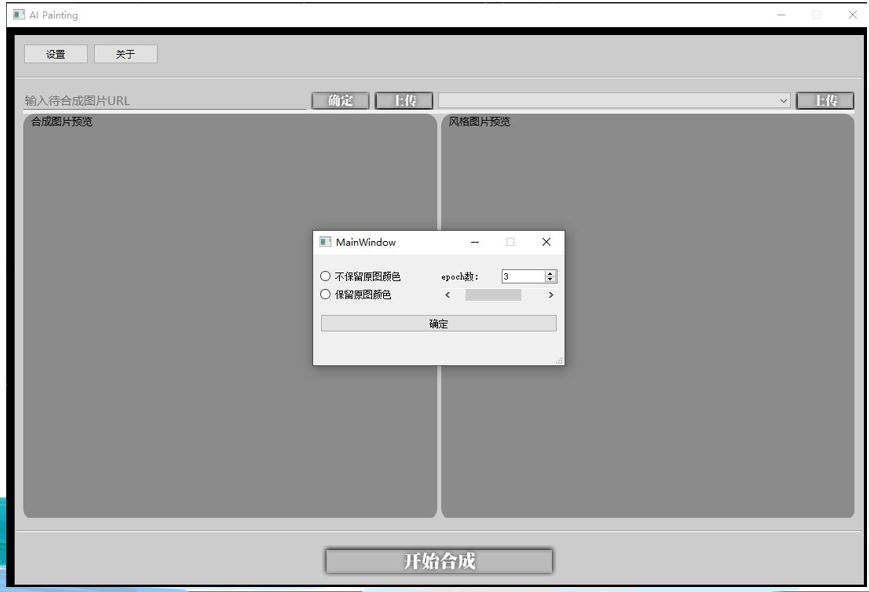 AI Painting
设置 关于
输入待合成图片URL 确定 上传 上传
合成图片预览 风格图片预览
MainWindow
不保留原图颜色 epoch数: 3
保留原图颜色
确定
开始合成